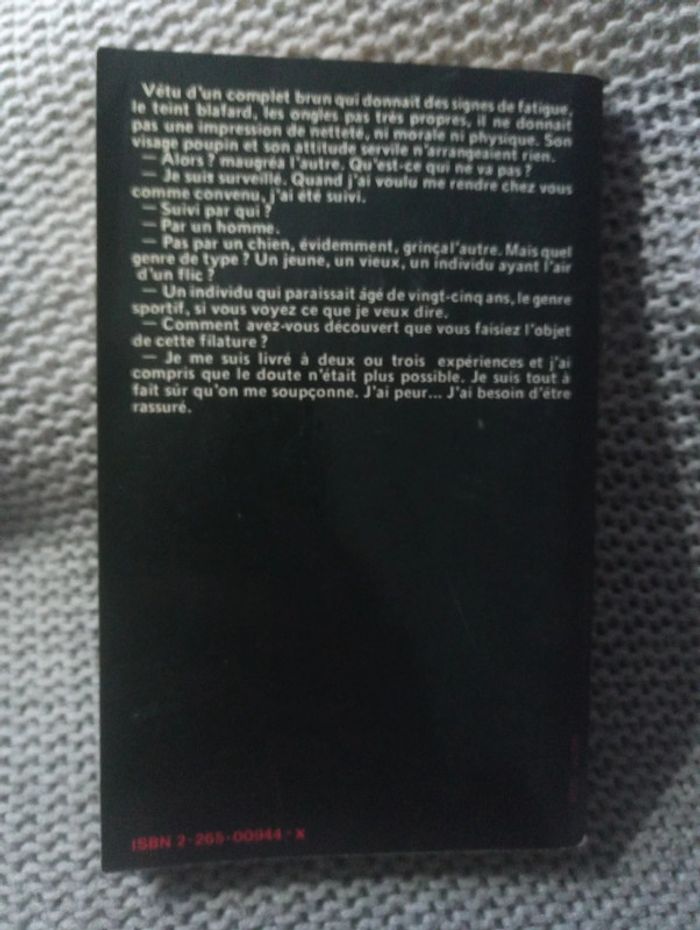 Vêtu d'un complet brun qui donnait des signes de fatigue,
le teint blafard, les ongles pas très propres, il ne donnait
pas une impression de netteté, ni morale ni physique. Son
visage poupin et son attitude servile n'arrangeaient rien.
— Alors ? maugréa l'autre. Qu'est-ce qui ne va pas ?
— Je suis surveillé. Quand j'ai voulu me rendre chez vous
comme convenu, j'ai été suivi.
— Suivi par qui ?
— Par un homme.
— Pas par un chien, évidemment, grinça l'autre. Mais quel
genre de type ? Un jeune, un vieux, un individu ayant l'air
d'un flic ?
— Un individu qui paraissait âgé de vingt-cinq ans, le genre
sportif, si vous voyez ce que je veux dire.
— Comment avez-vous découvert que vous faisiez l'objet
de cette filature ?
— Je me suis livré à deux ou trois expériences et j'ai
compris que le doute n'était plus possible. Je suis tout à
fait sûr qu'on me soupçonne. J'ai peur... J'ai besoin d'être
rassuré.
ISBN 2-265-00944-x